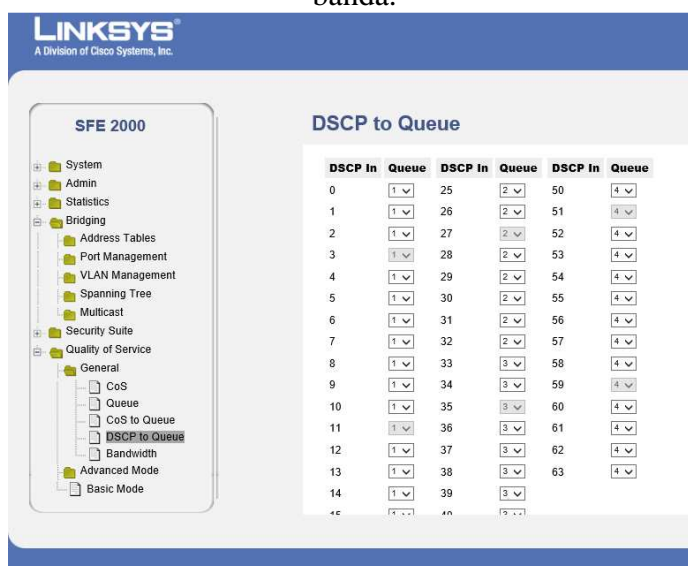 banda.
LINKSYS®
A Division of Cisco Systems, Inc.
SFE 2000
System
Admin
Statistics
Bridging
Address Tables
Port Management
VLAN Management
Spanning Tree
Multicast
Security Suite
Quality of Service
General
CoS
Queue
CoS to Queue
DSCP to Queue
Bandwidth
Advanced Mode
Basic Mode
DSCP to Queue
DSCP In Queue DSCP In Queue DSCP In Queue
0 1 25 2 50 4
1 1 26 2 51 4
2 1 27 2 52 4
3 1 28 2 53 4
4 1 29 2 54 4
5 1 30 2 55 4
6 1 31 2 56 4
7 1 32 2 57 4
8 1 33 3 58 4
9 1 34 3 59 4
10 1 35 3 60 4
11 1 36 3 61 4
12 1 37 3 62 4
13 1 38 3 63 4
14 1 39 3